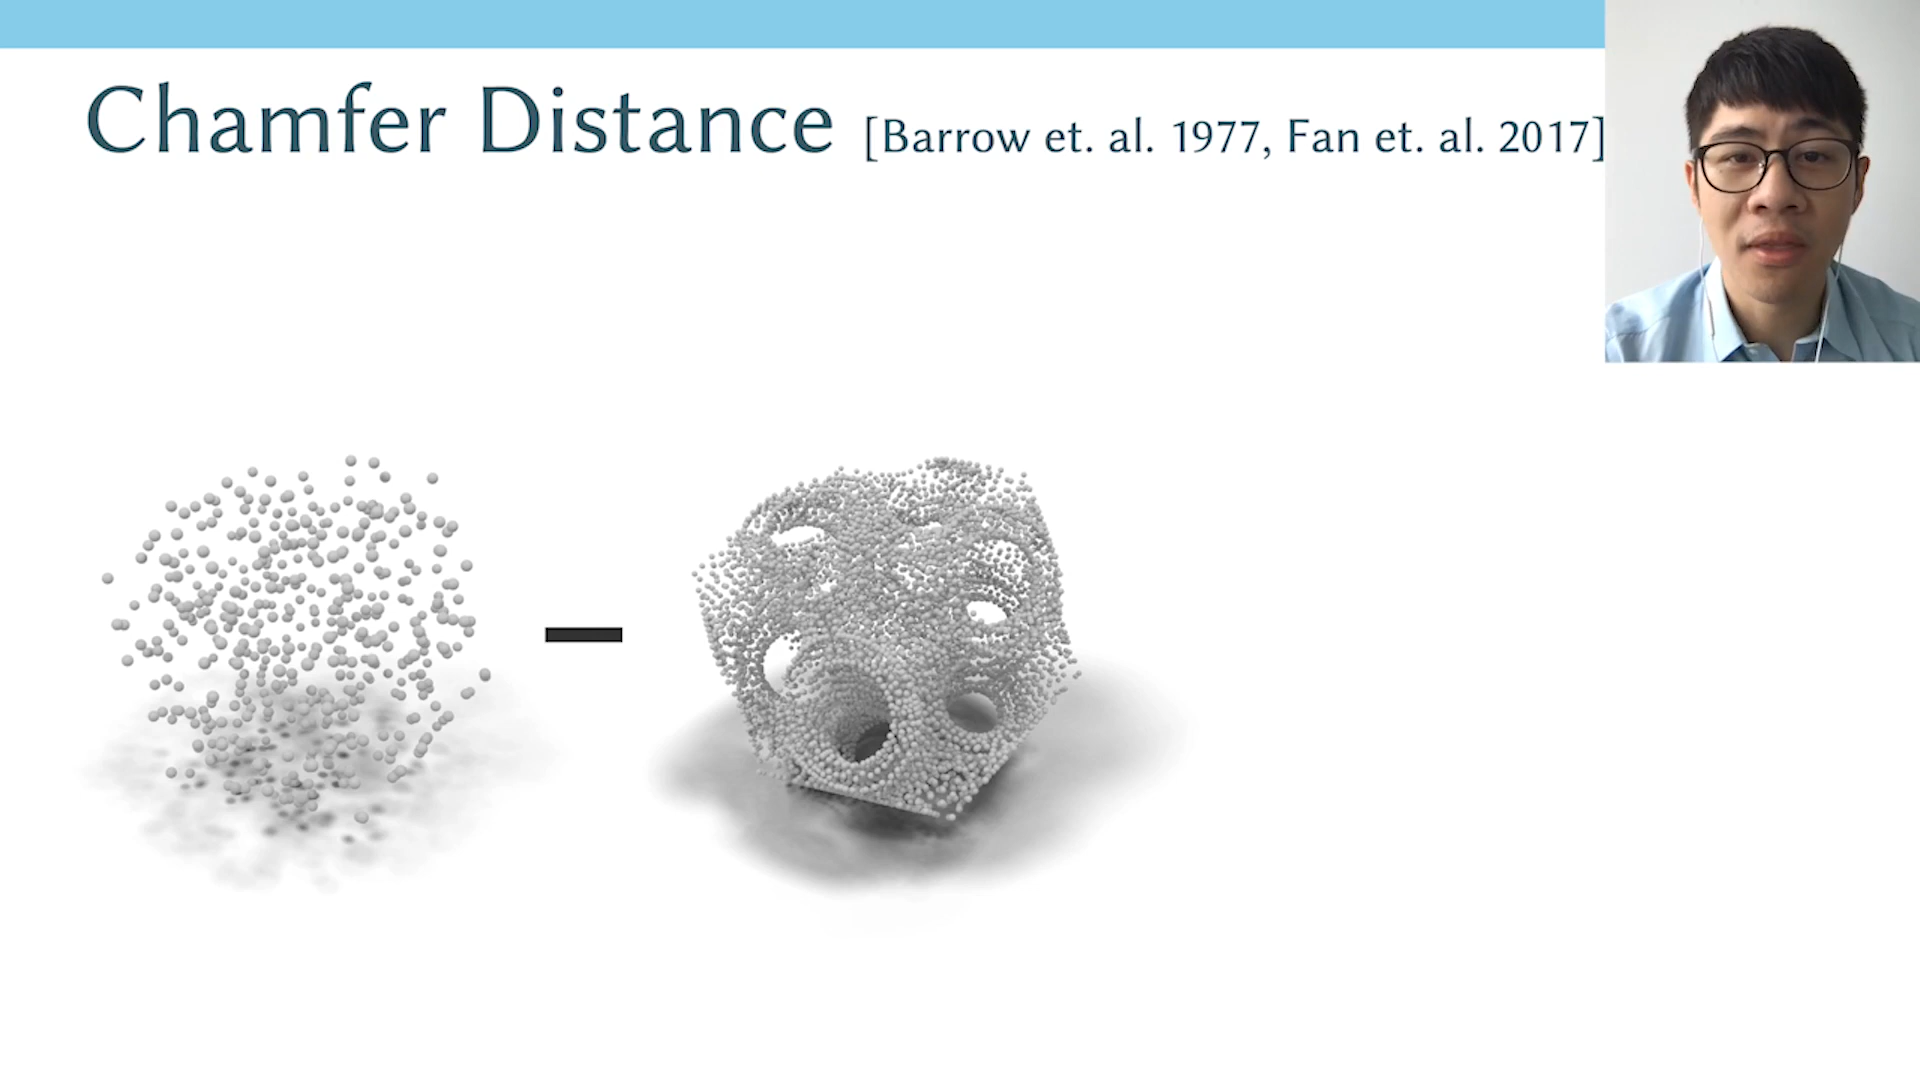 Chamfer Distance [Barrow et. al. 1977, Fan et. al. 2017]